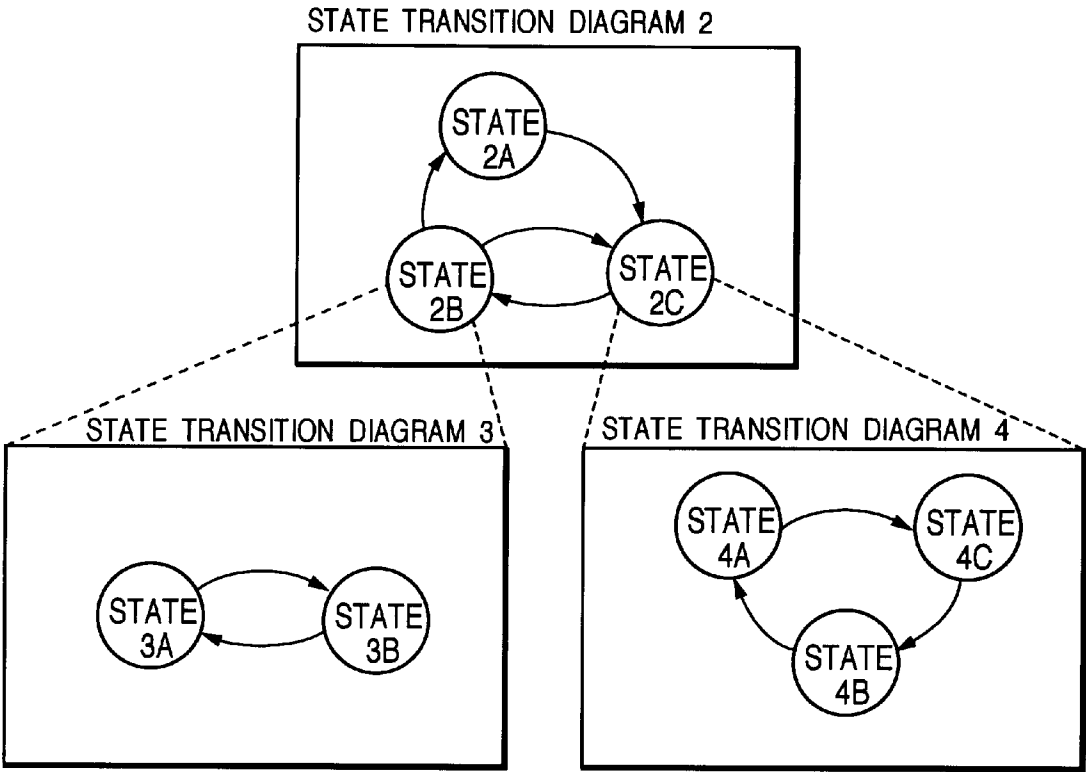 STATE TRANSITION DIAGRAM 2
STATE
2A
STATE
2B
STATE
2C
STATE TRANSITION DIAGRAM 3
STATE
3A
STATE
3B
STATE TRANSITION DIAGRAM 4
STATE
4A
STATE
4C
STATE
4B